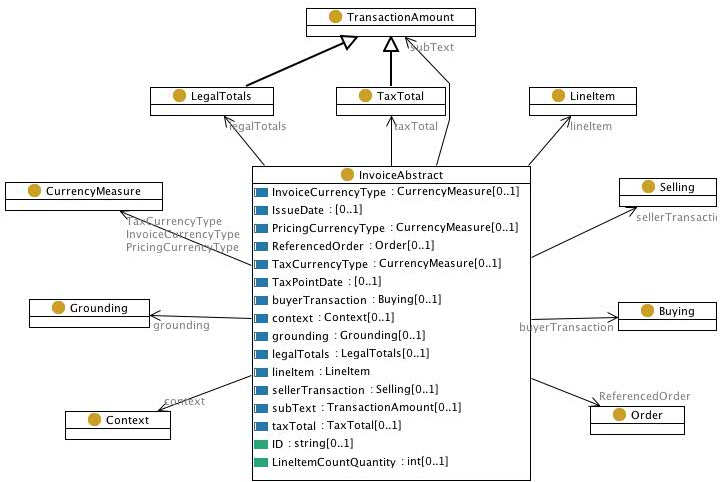 TransactionAmount
subText
LegalTotals
TaxTotal
LineItem
legalTotals
taxTotal
lineItem
InvoiceAbstract
InvoiceCurrencyType : CurrencyMeasure[0..1]
IssueDate : [0..1]
PricingCurrencyType : CurrencyMeasure[0..1]
ReferencedOrder : Order[0..1]
TaxCurrencyType : CurrencyMeasure[0..1]
TaxPointDate : [0..1]
buyerTransaction : Buying[0..1]
context : Context[0..1]
grounding : Grounding[0..1]
legalTotals : LegalTotals[0..1]
lineItem : LineItem
sellerTransaction : Selling[0..1]
subText : TransactionAmount[0..1]
taxTotal : TaxTotal[0..1]
ID : string[0..1]
LineItemCountQuantity : int[0..1]
CurrencyMeasure
TaxCurrencyType
InvoiceCurrencyType
PricingCurrencyType
Selling
sellerTransactio
Grounding
grounding
Buying
buyerTransaction
context
Context
ReferencedOrder
Order